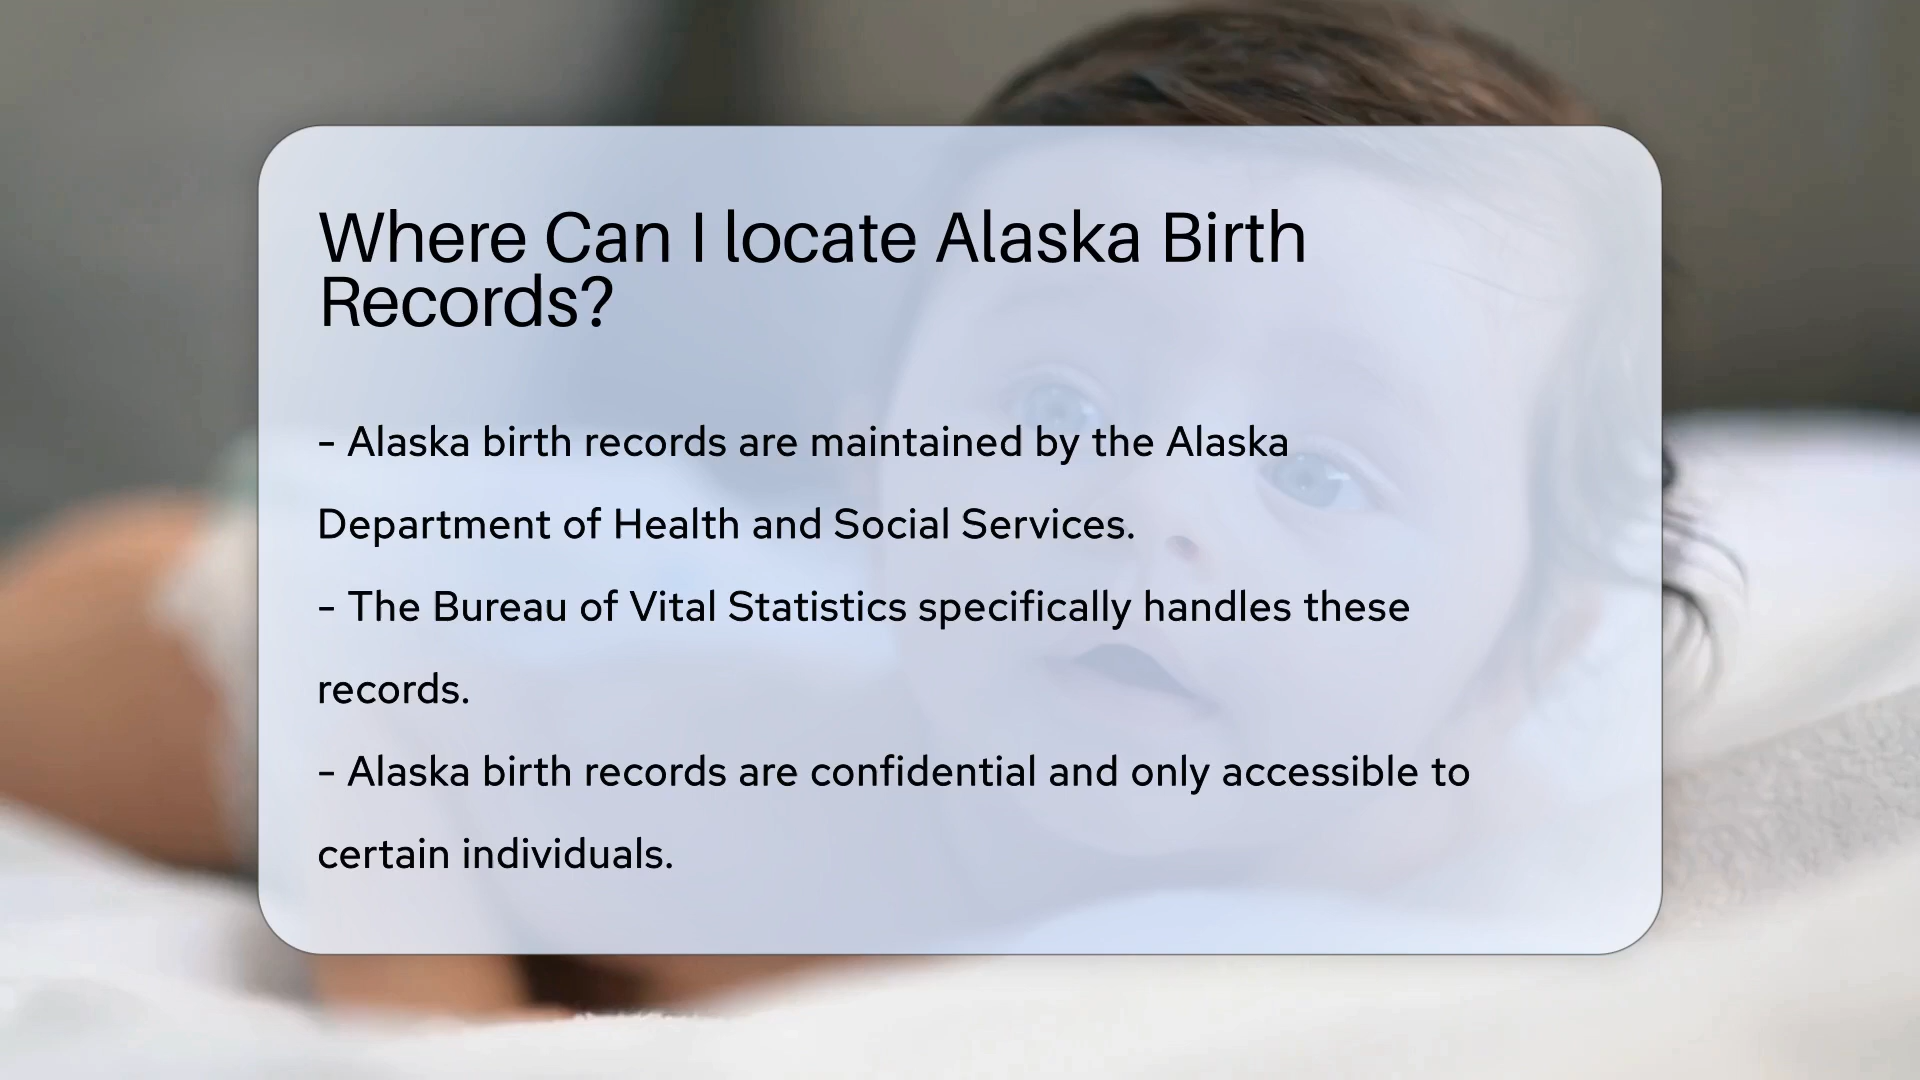 Where Can I locate Alaska Birth
Records?
- Alaska birth records are maintained by the Alaska
Department of Health and Social Services.
- The Bureau of Vital Statistics specifically handles these
records.
- Alaska birth records are confidential and only accessible to
certain individuals.